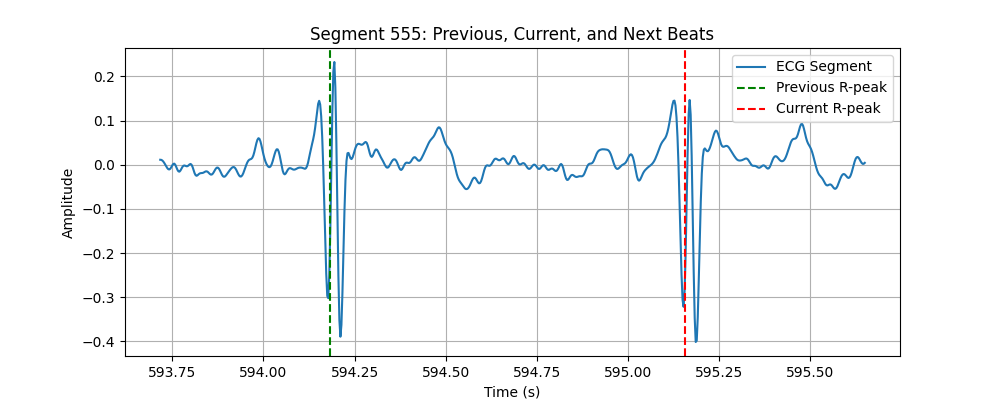 Segment 555: Previous, Current, and Next Beats
ECG Segment
Previous R-peak
Current R-peak
Amplitude
0.2
0.1
0.0
−0.1
−0.2
−0.3
−0.4
593.75 594.00 594.25 594.50 594.75 595.00 595.25 595.50
Time (s)